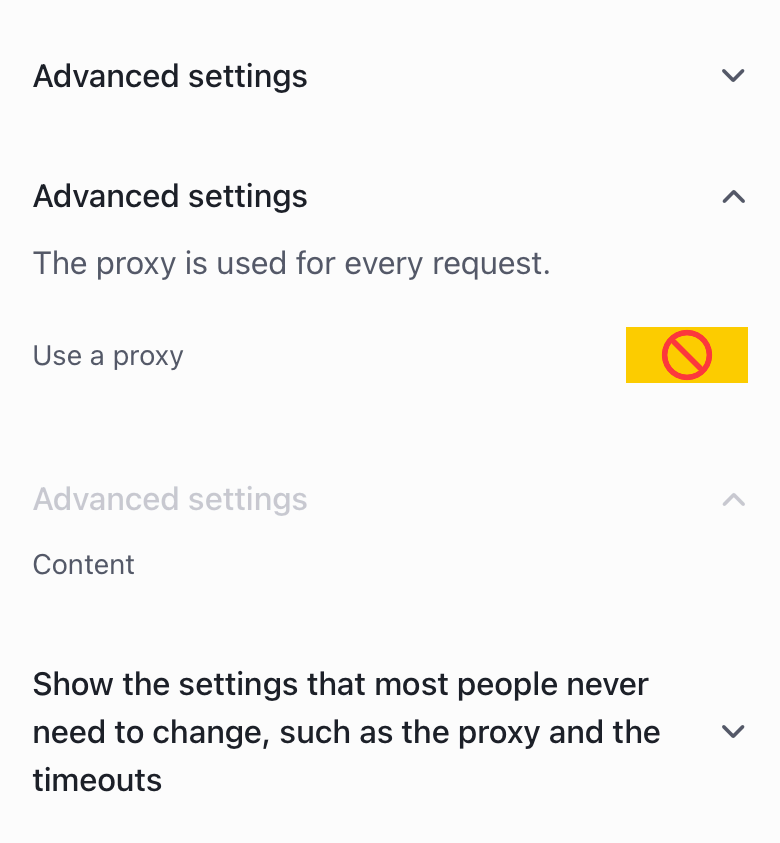 Advanced settings
Advanced settings
The proxy is used for every request.
Use a proxy
Advanced settings
Content
Show the settings that most people never
need to change, such as the proxy and the
timeouts